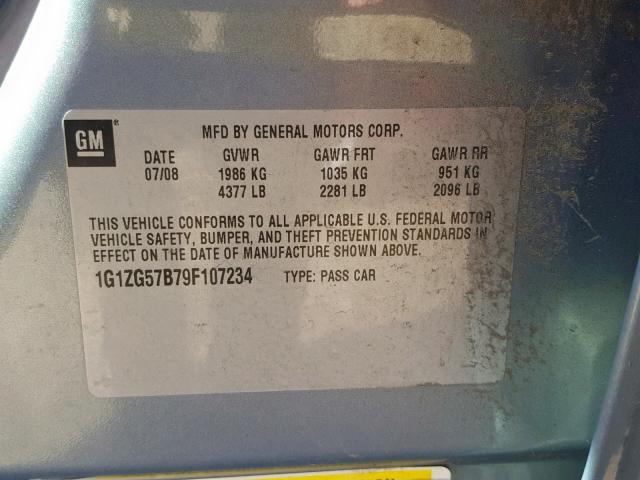 GM ®
MFD BY GENERAL MOTORS CORP.
DATE GVWR GAWR FRT GAWR RR
07/08 1986 KG 1035 KG 951 KG
4377 LB 2281 LB 2096 LB
THIS VEHICLE CONFORMS TO ALL APPLICABLE U.S. FEDERAL MOTOR
VEHICLE SAFETY, BUMPER, AND THEFT PREVENTION STANDARDS IN
EFFECT ON THE DATE OF MANUFACTURE SHOWN ABOVE.
1G1ZG57B79F107234 TYPE: PASS CAR